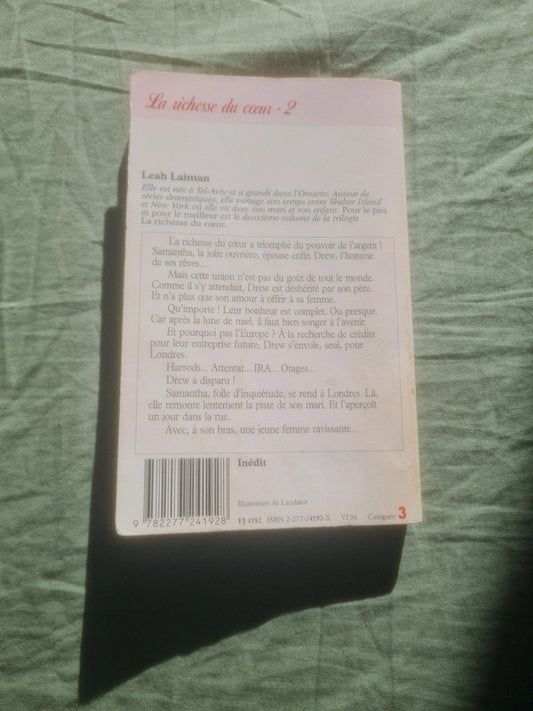 La richesse du cœur - 2
Leah Laiman
Elle est née à Tel-Aviv et a grandi dans l'Ontario. Auteur de
séries dramatiques, elle partage son temps entre Shelter Island
et New York où elle vit avec son mari et son enfant. Pour le pire
et pour le meilleur est le deuxième volume de la trilogie
La richesse du cœur.
La richesse du cœur a triomphé du pouvoir de l'argent !
Samantha, la jolie ouvrière, épouse enfin Drew, l'homme
de ses rêves...
Mais cette union n'est pas du goût de tout le monde.
Comme il s'y attendait, Drew est déshérité par son père.
Et n'a plus que son amour à offrir à sa femme.
Qu'importe ! Leur bonheur est complet. Ou presque.
Car après la lune de miel, il faut bien songer à l'avenir.
Et pourquoi pas l'Europe ? À la recherche de crédits
pour leur entreprise future, Drew s'envole, seul, pour
Londres.
Harrods... Attentat... IRA... Otages...
Drew a disparu !
Samantha, folle d'inquiétude, se rend à Londres. Là,
elle remonte lentement la piste de son mari. Et l'aperçoit
un jour dans la rue.
Avec, à son bras, une jeune femme ravissante...
Inédit
Illustration de Laudator
9 782277 241928
FJ 4192 ISBN 2-277-24192-X VI 96 Catégorie 3